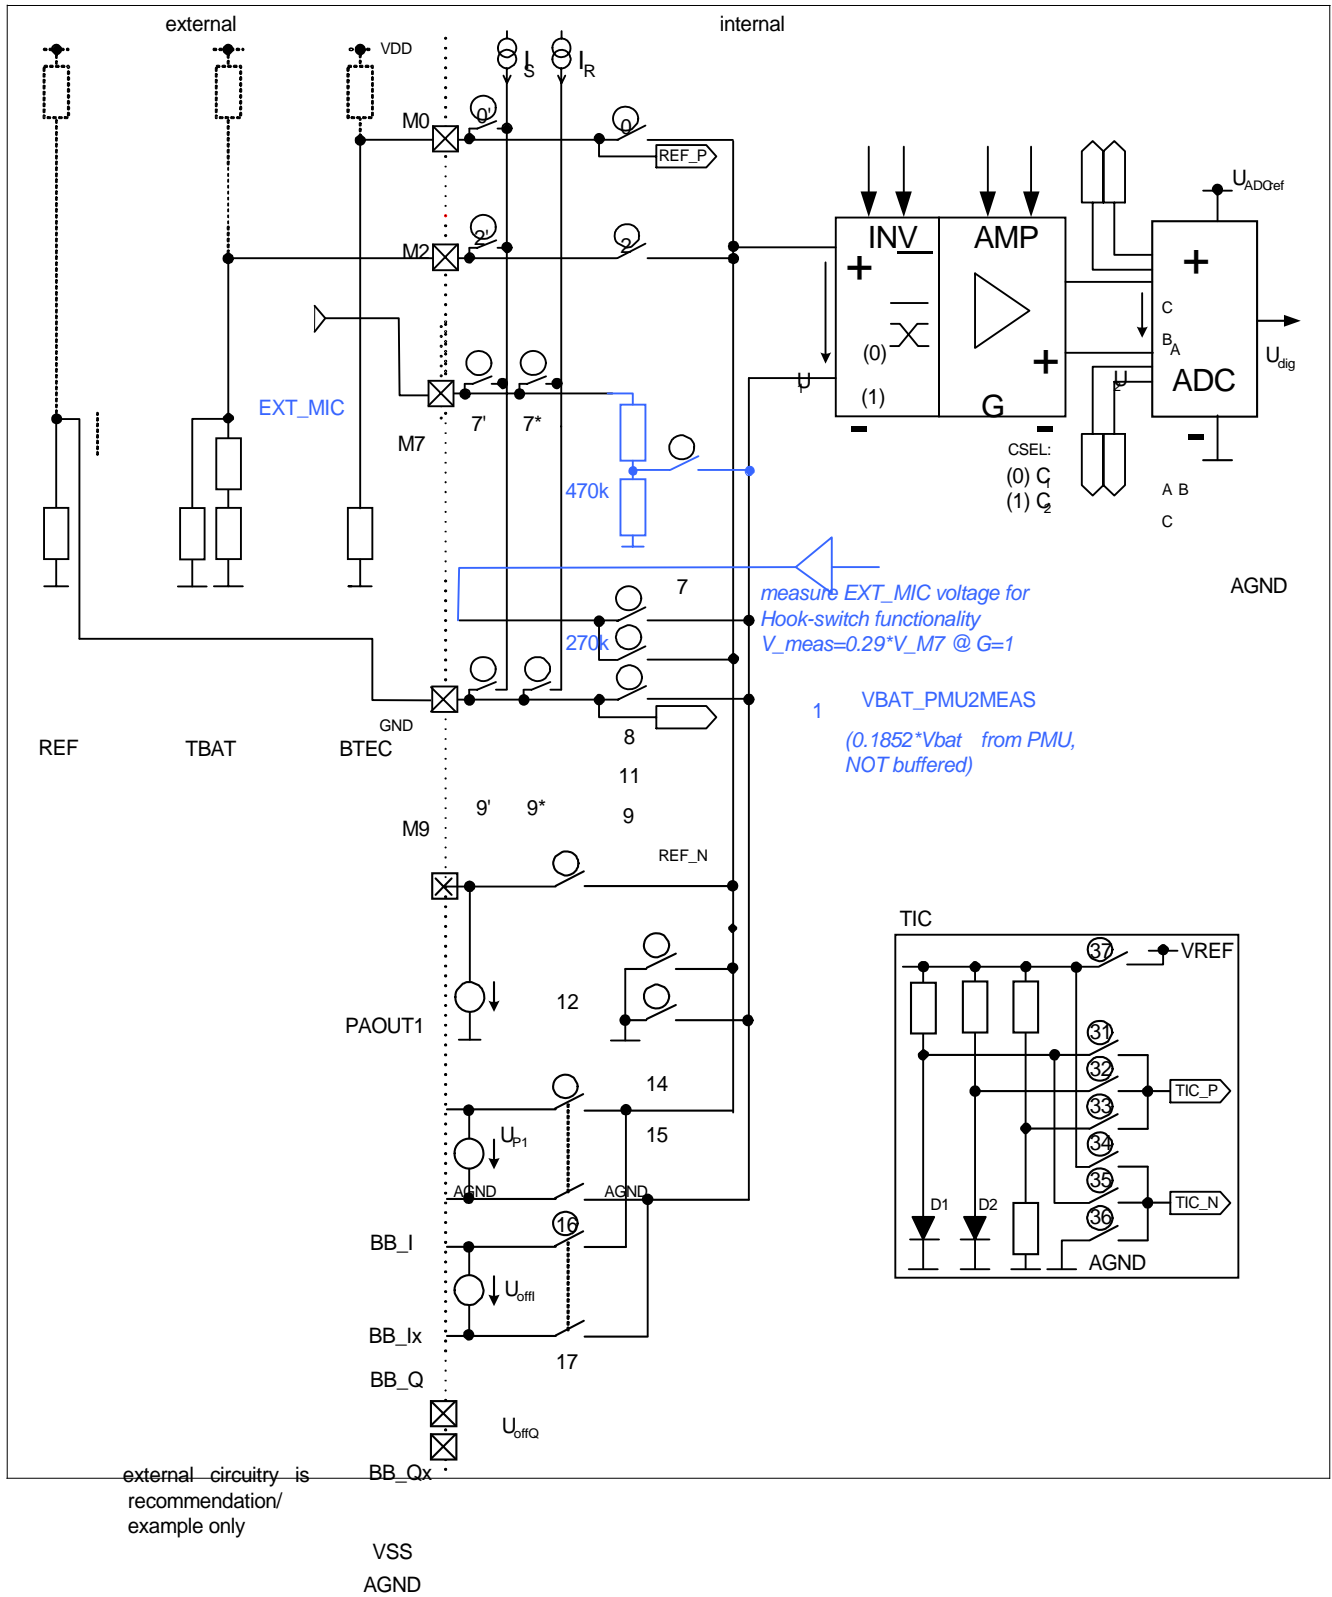 external
internal
VDD
I
S
I
R
M0
0'
0
REF_P
U
ADCref
M2
2'
2
INV
AMP
+
+
C
B
A
U
dig
(0)
+
U
1
U
2
ADC
EXT_MIC
7'
7*
(1)
G
M7
-
-
-
CSEL:
(0) C
1
(1) C
2
470k
A B
C
7
AGND
measure EXT_MIC voltage for
Hook-switch functionality
V_meas=0.29*V_M7 @ G=1
270k
1
VBAT_PMU2MEAS
GND
(0.1852*Vbat from PMU,
NOT buffered)
REF
TBAT
BTEC
8
11
9'
9*
9
M9
REF_N
TIC
37
VREF
12
PAOUT1
31
32
TIC_P
33
14
15
34
U
P1
AGND
AGND
35
TIC_N
D1
D2
36
16
BB_I
AGND
U
offI
BB_Ix
17
BB_Q
U
offQ
BB_Qx
external circuitry is
recommendation/
example only
VSS
AGND